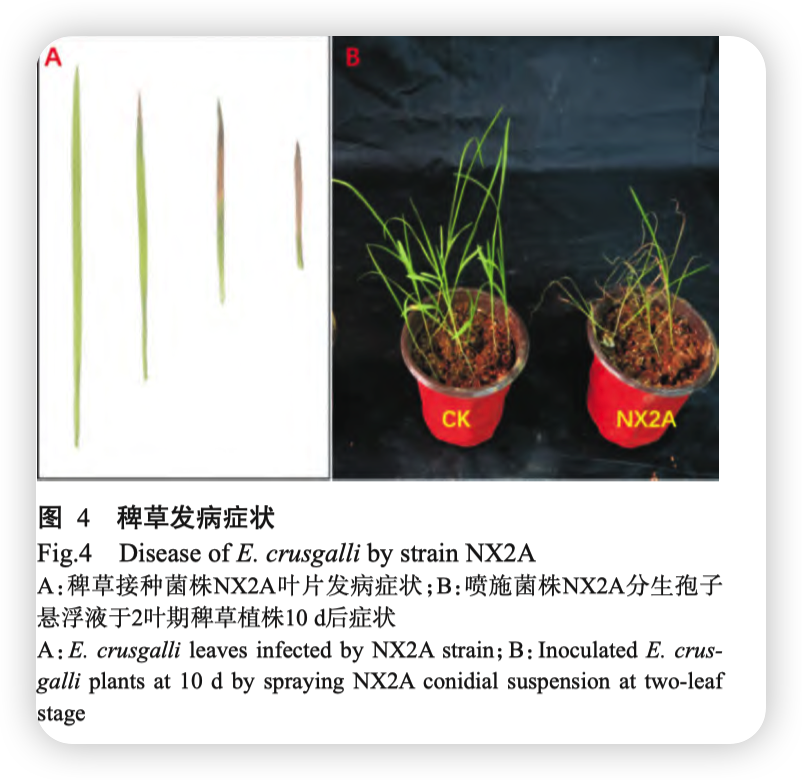 A
B
CK
NX2A
图 4 稗草发病症状
Fig.4 Disease of E. crusgalli by strain NX2A
A:稗草接种菌株NX2A叶片发病症状;B:喷施菌株NX2A分生孢子
悬浮液于2叶期稗草植株10 d后症状
A: E. crusgalli leaves infected by NX2A strain; B: Inoculated E. crus-
galli plants at 10 d by spraying NX2A conidial suspension at two-leaf
stage